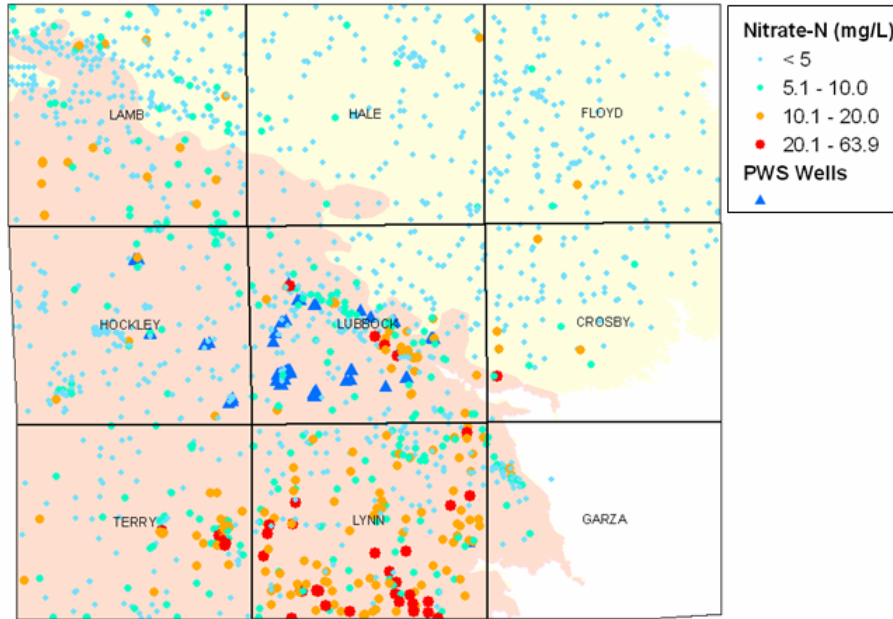 Nitrate-N (mg/L)
< 5
5.1 - 10.0
10.1 - 20.0
20.1 - 63.9
PWS Wells
LAMB
HALE
FLOYD
HOCKLEY
LUBBOCK
CROSBY
TERRY
LYNN
GARZA